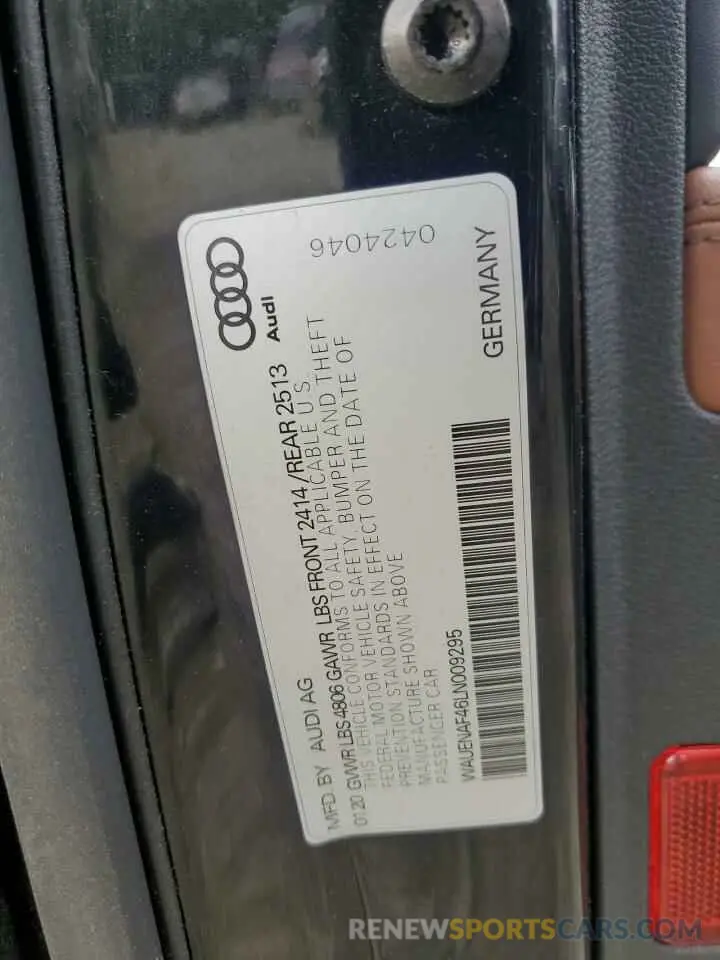 MFD. BY AUDI AG
0120 GVWR LBS 4806 GAWR LBS FRONT 2414/REAR 2513
THIS VEHICLE CONFORMS TO ALL APPLICABLE U S
FEDERAL MOTOR VEHICLE SAFETY, BUMPER AND THEFT
PREVENTION STANDARDS IN EFFECT ON THE DATE OF
MANUFACTURE SHOWN ABOVE
PASSENGER CAR
WAUENAF46LN009295
Audi
GERMANY
0424046
RENEWSPORTSCARS.COM